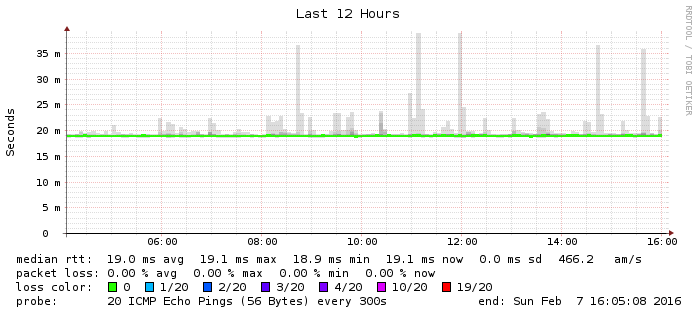 Last 12 Hours
RRDTOOL / TOBI OETIKER
Seconds
35 m
30 m
25 m
20 m
15 m
10 m
5 m
0
06:00 08:00 10:00 12:00 14:00 16:00
median rtt: 19.0 ms avg 19.1 ms max 18.9 ms min 19.1 ms now 0.0 ms sd 466.2 am/s
packet loss: 0.00 % avg 0.00 % max 0.00 % min 0.00 % now
loss color: 0 1/20 2/20 3/20 4/20 10/20 19/20
probe: 20 ICMP Echo Pings (56 Bytes) every 300s end: Sun Feb 7 16:05:08 2016